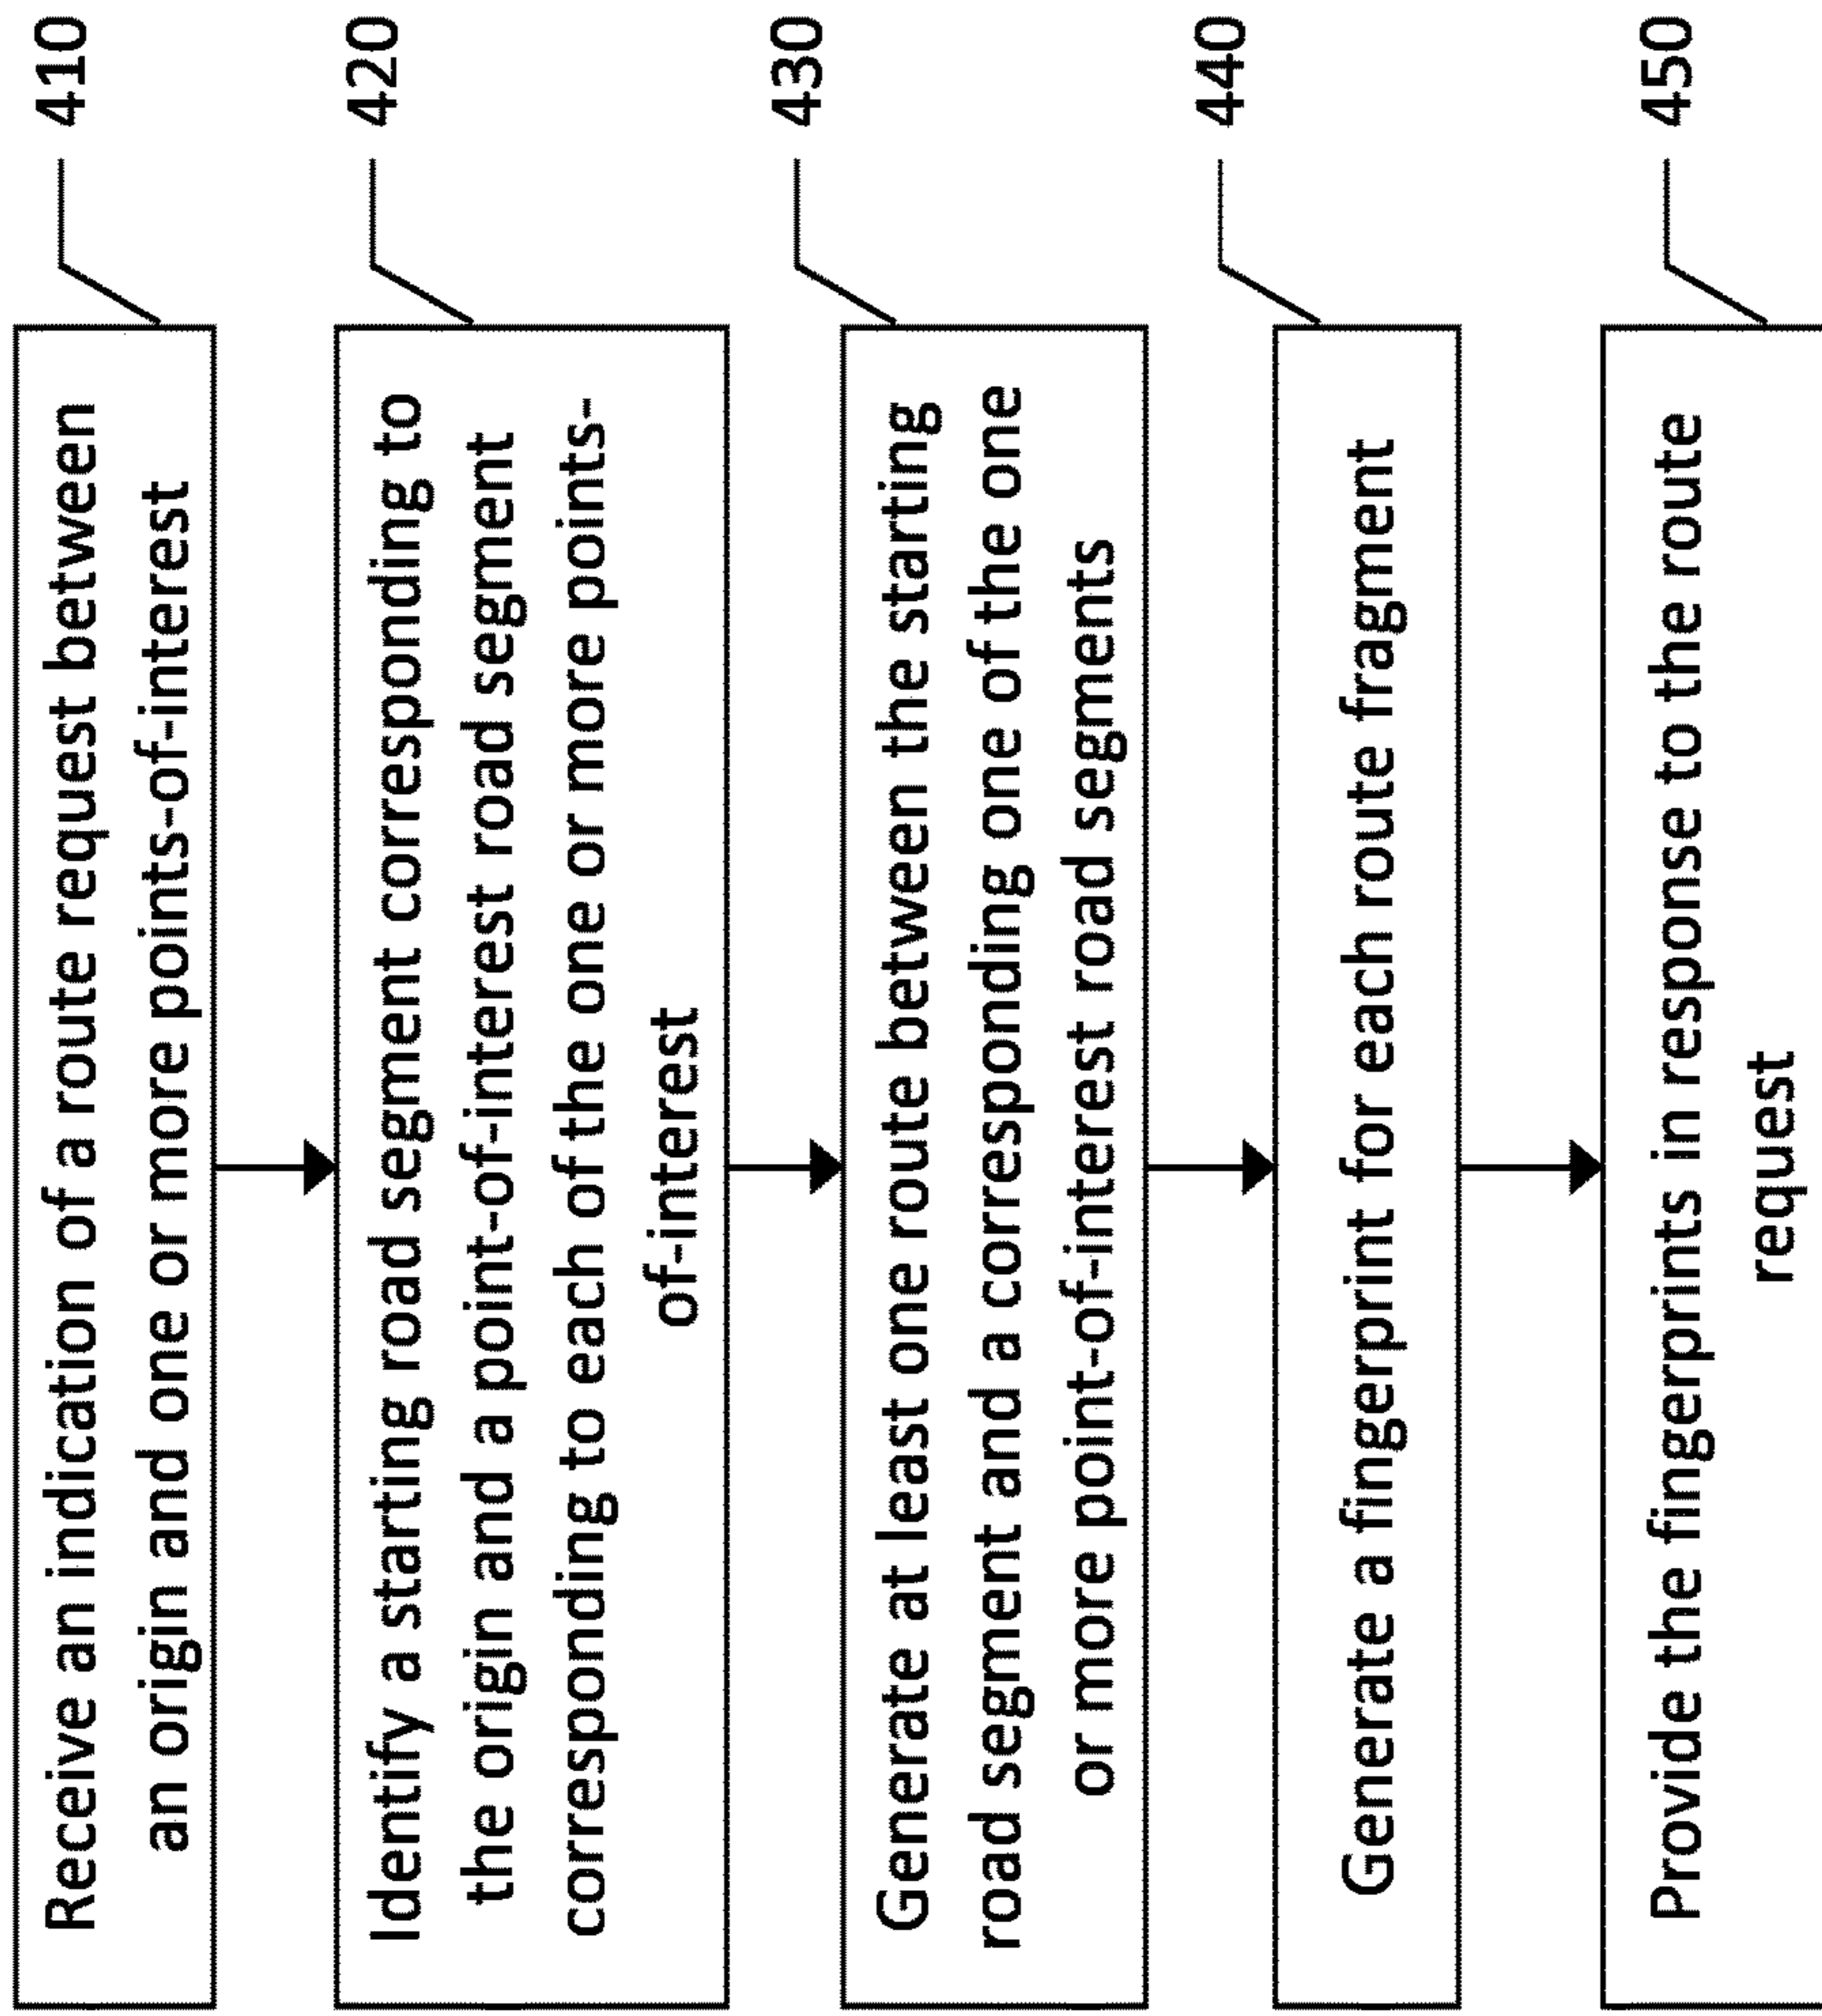 Receive an indication of a route request between
an origin and one or more points-of-interest
410
Identify a starting road segment corresponding to
the origin and a point-of-interest road segment
corresponding to each of the one or more points-
of-interest
420
Generate at least one route between the starting
road segment and a corresponding one of the one
or more point-of-interest road segments
430
Generate a fingerprint for each route fragment
440
Provide the fingerprints in response to the route
request
450